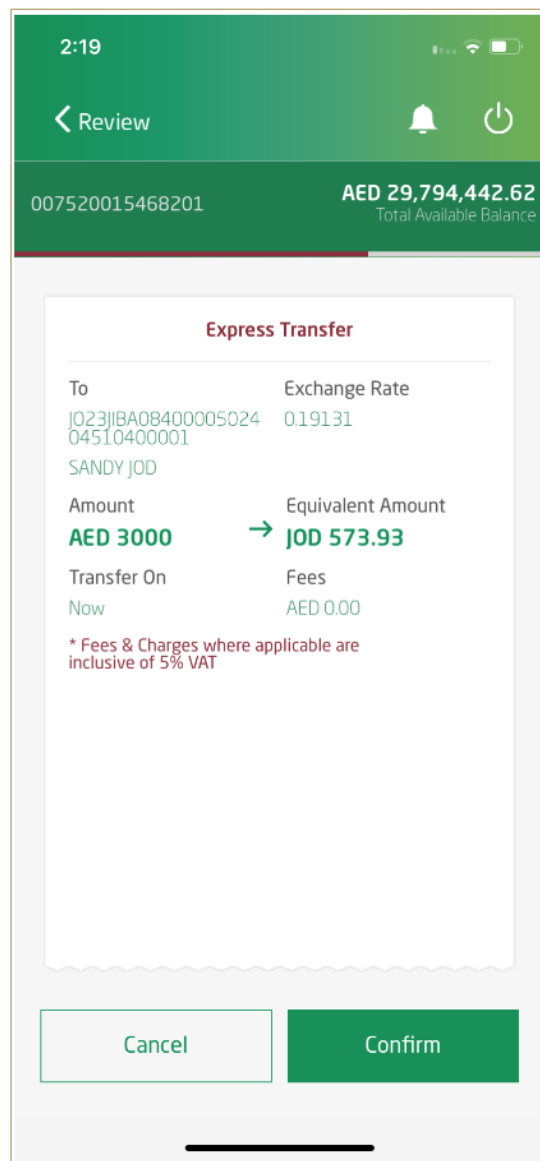 2:19
Review
007520015468201
AED 29,794,442.62
Total Available Balance
Express Transfer
To
JO23JIBA08400005024
04510400001
SANDY JOD
Exchange Rate
0.19131
Amount
AED 3000
→
Equivalent Amount
JOD 573.93
Transfer On
Now
Fees
AED 0.00
* Fees & Charges where applicable are
inclusive of 5% VAT
Cancel
Confirm